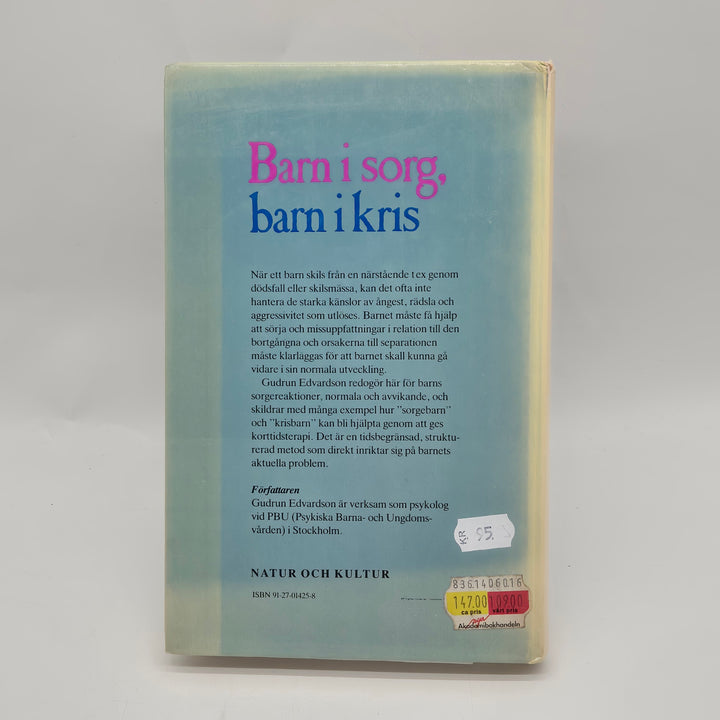 Barn i sorg,
barn i kris
När ett barn skils från en närstående tex genom
dödsfall eller skilsmässa, kan det ofta inte
hantera de starka känslor av ångest, rädsla och
aggressivitet som utlöses. Barnet måste få hjälp
att sörja och missuppfattningar i relation till den
bortgångna och orsakerna till separationen
måste klarläggas för att barnet skall kunna gå
vidare i sin normala utveckling.
Gudrun Edvardson redogör här för barns
sorgereaktioner, normala och avvikande, och
skildrar med många exempel hur ”sorgebarn”
och ”krisbarn” kan bli hjälpta genom att ges
korttidsterapi. Det är en tidsbegränsad, struktu-
rerad metod som direkt inriktar sig på barnets
aktuella problem.
Författaren
Gudrun Edvardson är verksam som psykolog
vid PBU (Psykiska Barna- och Ungdoms-
vården) i Stockholm.
KR 95.
NATUR OCH KULTUR
ISBN 91-27-01425-8
8361406016
147.00 109.00
ca pris vårt pris
nya
Akademibokhandeln